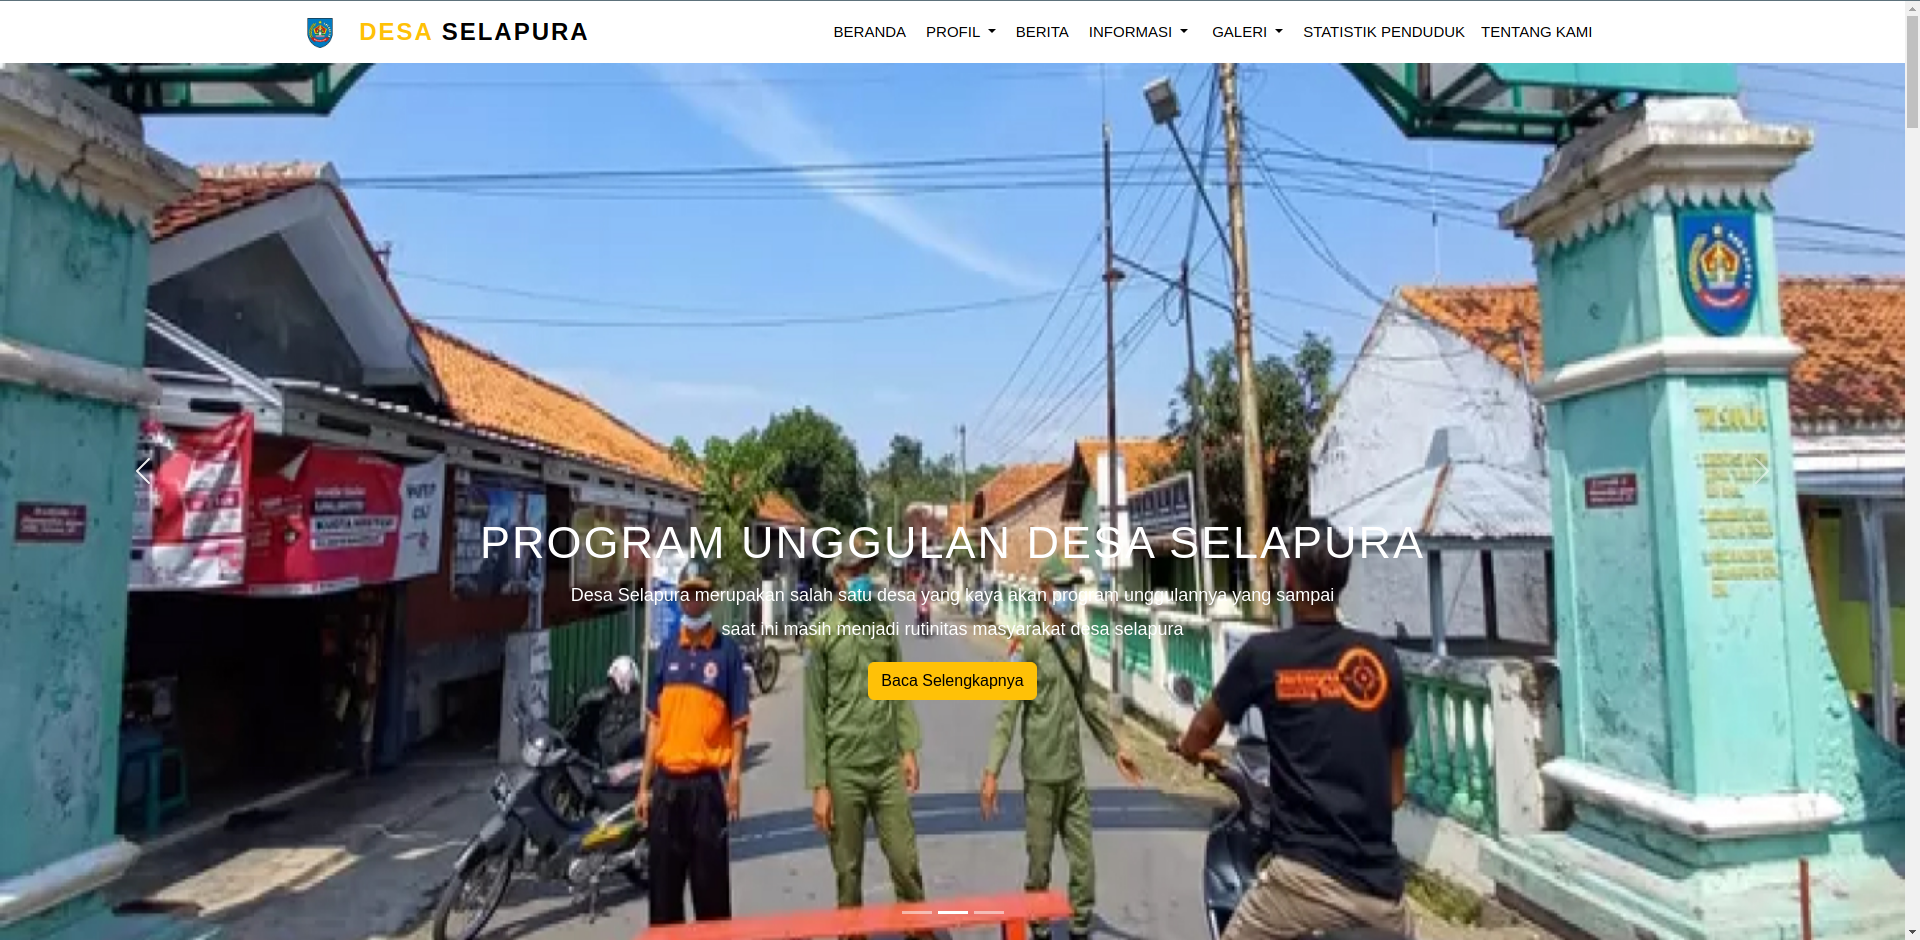 DESA SELAPURA
BERANDA
PROFIL
BERITA
INFORMASI
GALERI
STATISTIK PENDUDUK
TENTANG KAMI
PROGRAM UNGGULAN DESA SELAPURA
Desa Selapura merupakan salah satu desa yang kaya akan program unggulannya yang sampai
saat ini masih menjadi rutinitas masyarakat desa selapura
Baca Selengkapnya